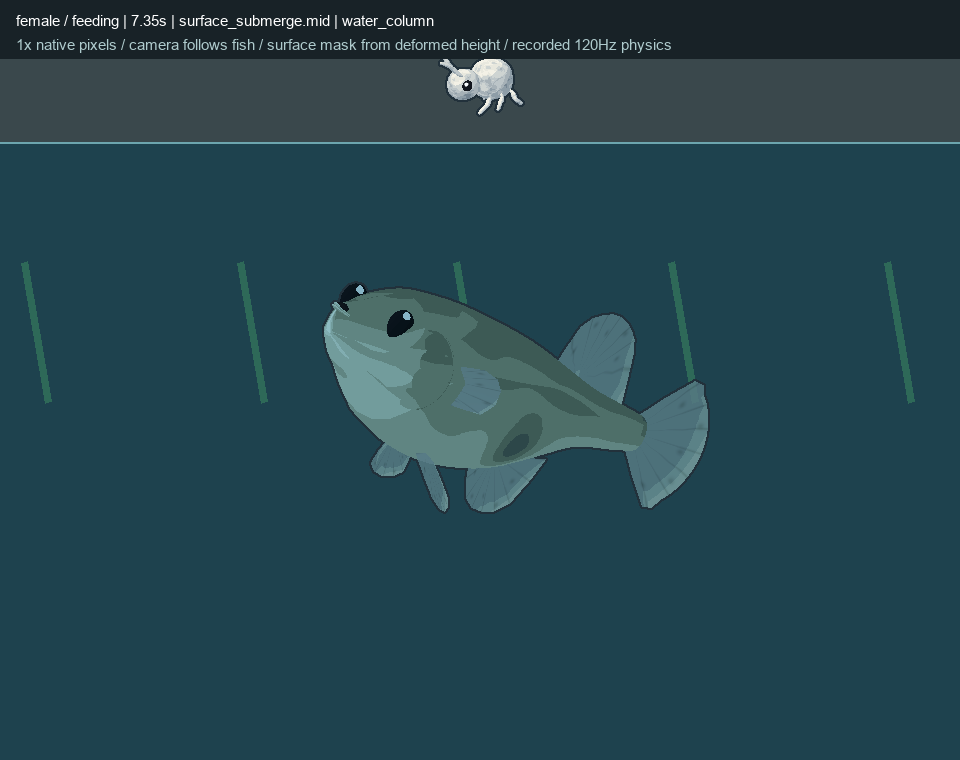 female / feeding | 7.35s | surface_submerge.mid | water_column
1x native pixels / camera follows fish / surface mask from deformed height / recorded 120Hz physics